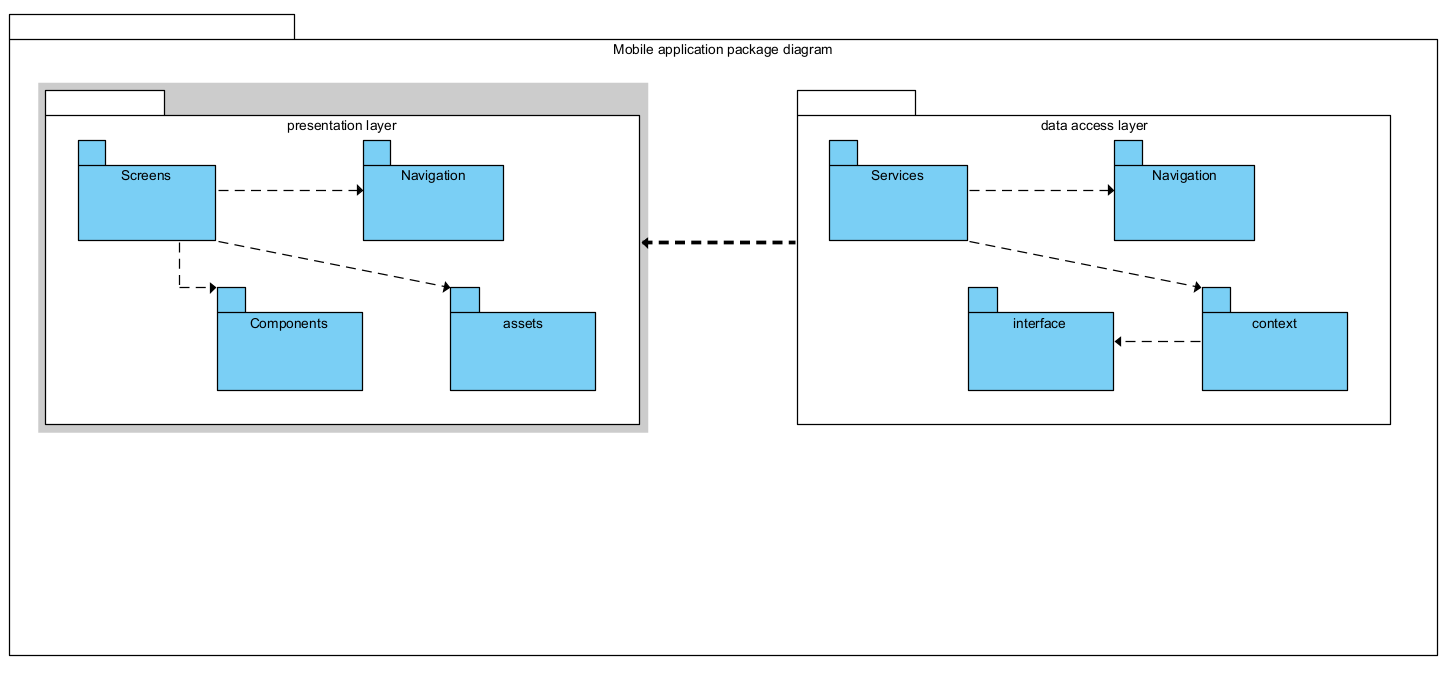 Mobile application package diagram
presentation layer
Screens
Navigation
Components
assets
data access layer
Services
Navigation
interface
context